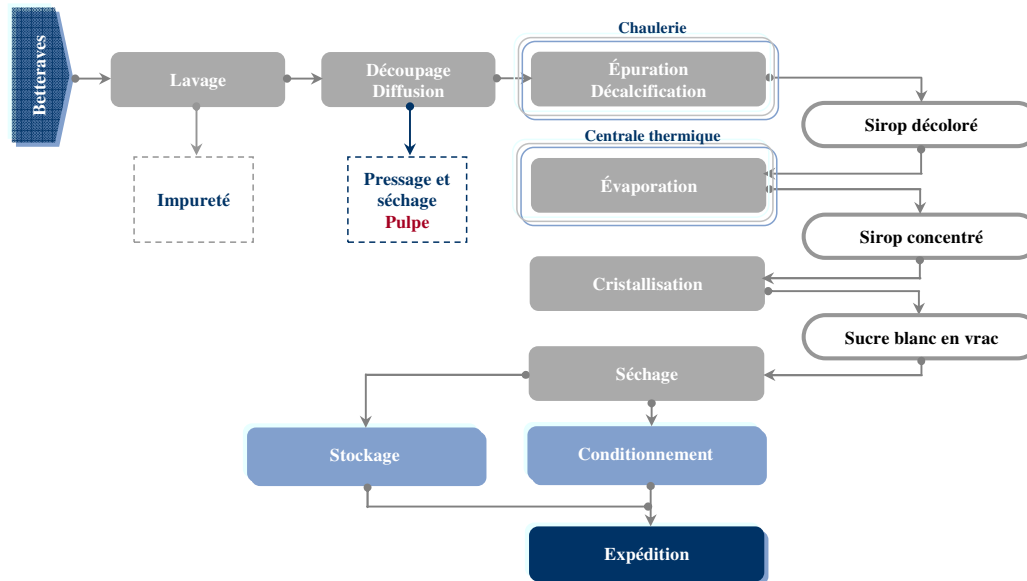 Betteraves
Lavage
Découpage
Diffusion
Chaulerie
Épuration
Décalcification
Sirop décoloré
Impureté
Pressage et
séchage
Pulpe
Centrale thermique
Évaporation
Sirop concentré
Cristallisation
Sucre blanc en vrac
Séchage
Stockage
Conditionnement
Expédition